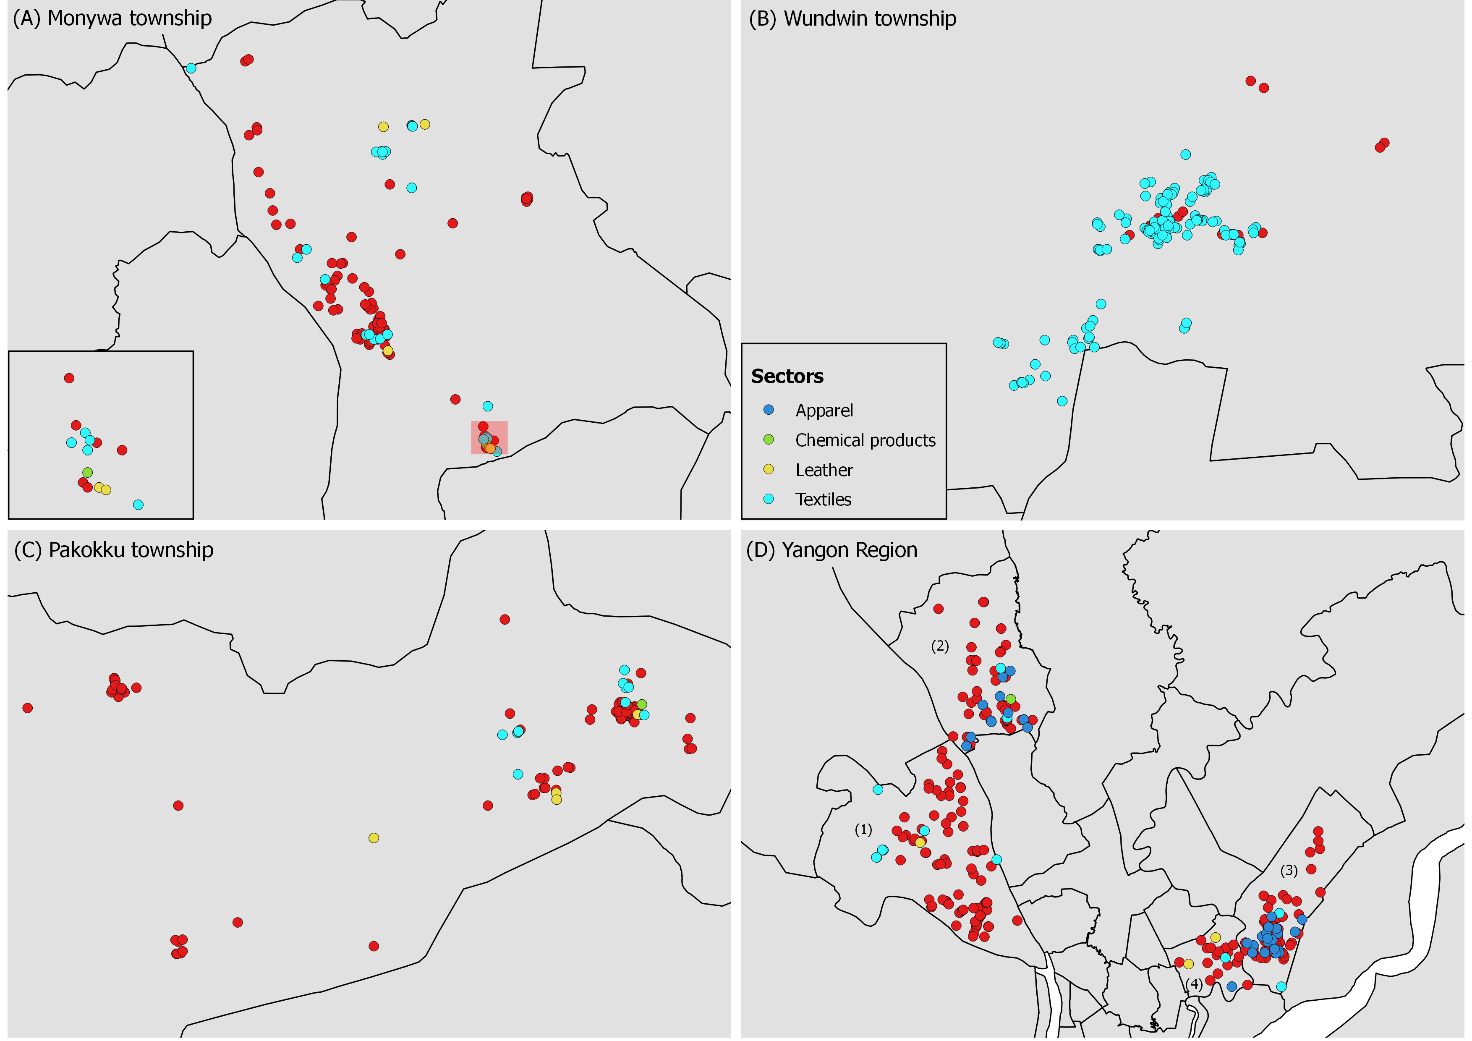 (A) Monywa township
(B) Wundwin township
Sectors
Apparel
Chemical products
Leather
Textiles
(C) Pakokku township
(D) Yangon Region
(2)
(1)
(3)
(4)